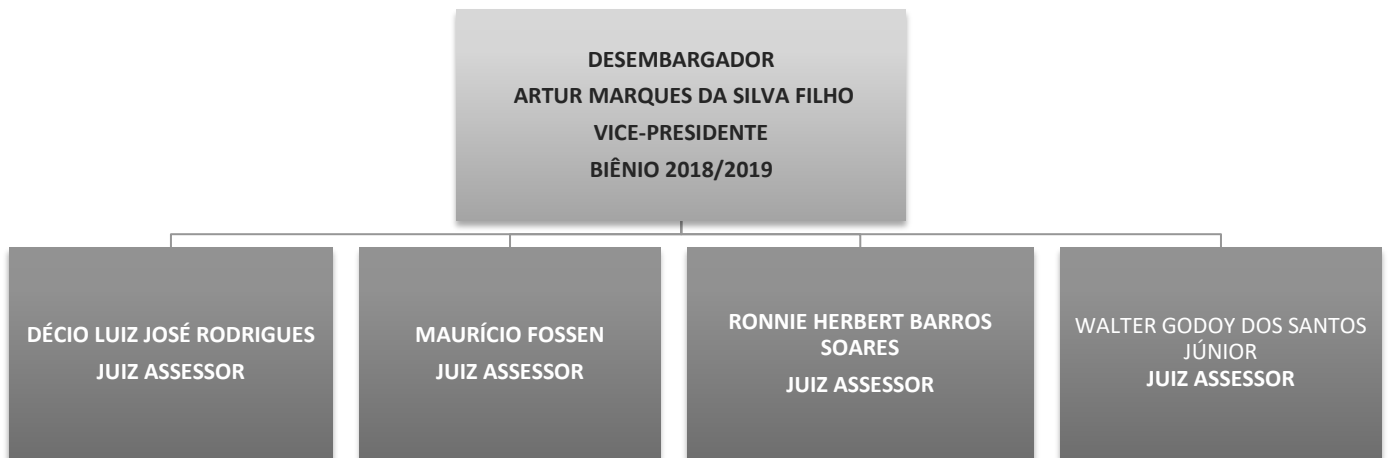 DESEMBARGADOR
ARTUR MARQUES DA SILVA FILHO
VICE-PRESIDENTE
BIÊNIO 2018/2019
DÉCIO LUIZ JOSÉ RODRIGUES
JUIZ ASSESSOR
MAURÍCIO FOSSEN
JUIZ ASSESSOR
RONNIE HERBERT BARROS
SOARES
JUIZ ASSESSOR
WALTER GODOY DOS SANTOS
JÚNIOR
JUIZ ASSESSOR